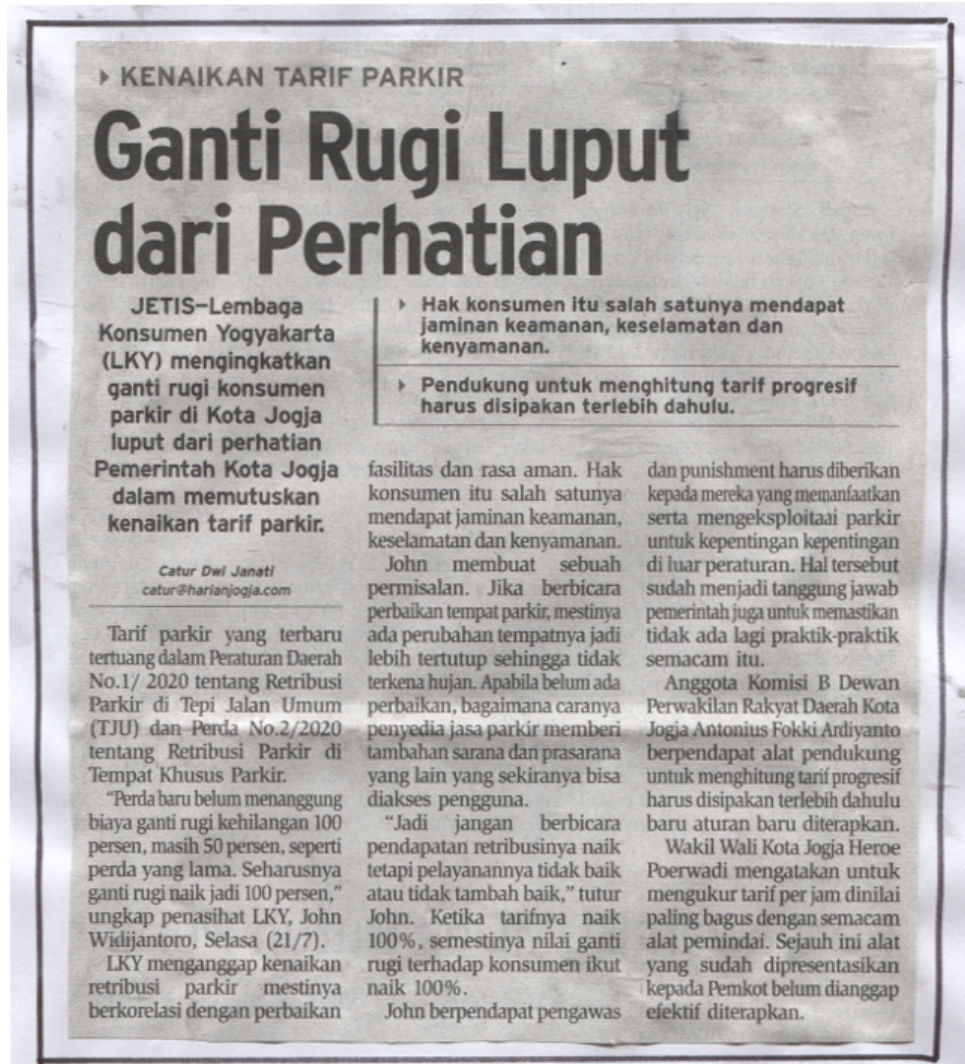 KENAIKAN TARIF PARKIR
Ganti Rugi Luput
dari Perhatian
JETIS—Lembaga
Konsumen Yogyakarta
(LKY) mengingkatkan
ganti rugi konsumen
parkir di Kota Jogja
luput dari perhatian
Pemerintah Kota Jogja
dalam memutuskan
kenaikan tarif parkir.
Hak konsumen itu salah satunya mendapat
jaminan keamanan, keselamatan dan
kenyamanan.
Pendukung untuk menghitung tarif progresif
harus disipakan terlebih dahulu.
Catur Dwi Janati
catur@harianjogja.com
Tarif parkir yang terbaru
tertuang dalam Peraturan Daerah
No.1/ 2020 tentang Retribusi
Parkir di Tepi Jalan Umum
(TJU) dan Perda No.2/2020
tentang Retribusi Parkir di
Tempat Khusus Parkir.
“Perda baru belum menanggung
biaya ganti rugi kehilangan 100
persen, masih 50 persen, seperti
perda yang lama. Seharusnya
ganti rugi naik jadi 100 persen,”
ungkap penasihat LKY, John
Widijantoro, Selasa (21/7).
LKY menganggap kenaikan
retribusi parkir mestinya
berkorelasi dengan perbaikan
fasilitas dan rasa aman. Hak
konsumen itu salah satunya
mendapat jaminan keamanan,
keselamatan dan kenyamanan.
John membuat sebuah
permisalan. Jika berbicara
perbaikan tempat parkir, mestinya
ada perubahan tempatnya jadi
lebih tertutup sehingga tidak
terkena hujan. Apabila belum ada
perbaikan, bagaimana caranya
penyedia jasa parkir memberi
tambahan sarana dan prasarana
yang lain yang sekiranya bisa
diakses pengguna.
“Jadi jangan berbicara
pendapatan retribusinya naik
tetapi pelayanannya tidak baik
atau tidak tambah baik,” tutur
John. Ketika tarifnya naik
100%, semestinya nilai ganti
rugi terhadap konsumen ikut
naik 100%.
John berpendapat pengawas
dan punishment harus diberikan
kepada mereka yang memanfaatkan
serta mengeksploitaai parkir
untuk kepentingan kepentingan
di luar peraturan. Hal tersebut
sudah menjadi tanggung jawab
pemerintah juga untuk memastikan
tidak ada lagi praktik-praktik
semacam itu.
Anggota Komisi B Dewan
Perwakilan Rakyat Daerah Kota
Jogja Antonius Fokki Ardiyanto
berpendapat alat pendukung
untuk menghitung tarif progresif
harus disipakan terlebih dahulu
baru aturan baru diterapkan.
Wakil Wali Kota Jogja Heroe
Poerwadi mengatakan untuk
mengukur tarif per jam dinilai
paling bagus dengan semacam
alat pemindai. Sejauh ini alat
yang sudah dipresentasikan
kepada Pemkot belum dianggap
efektif diterapkan.